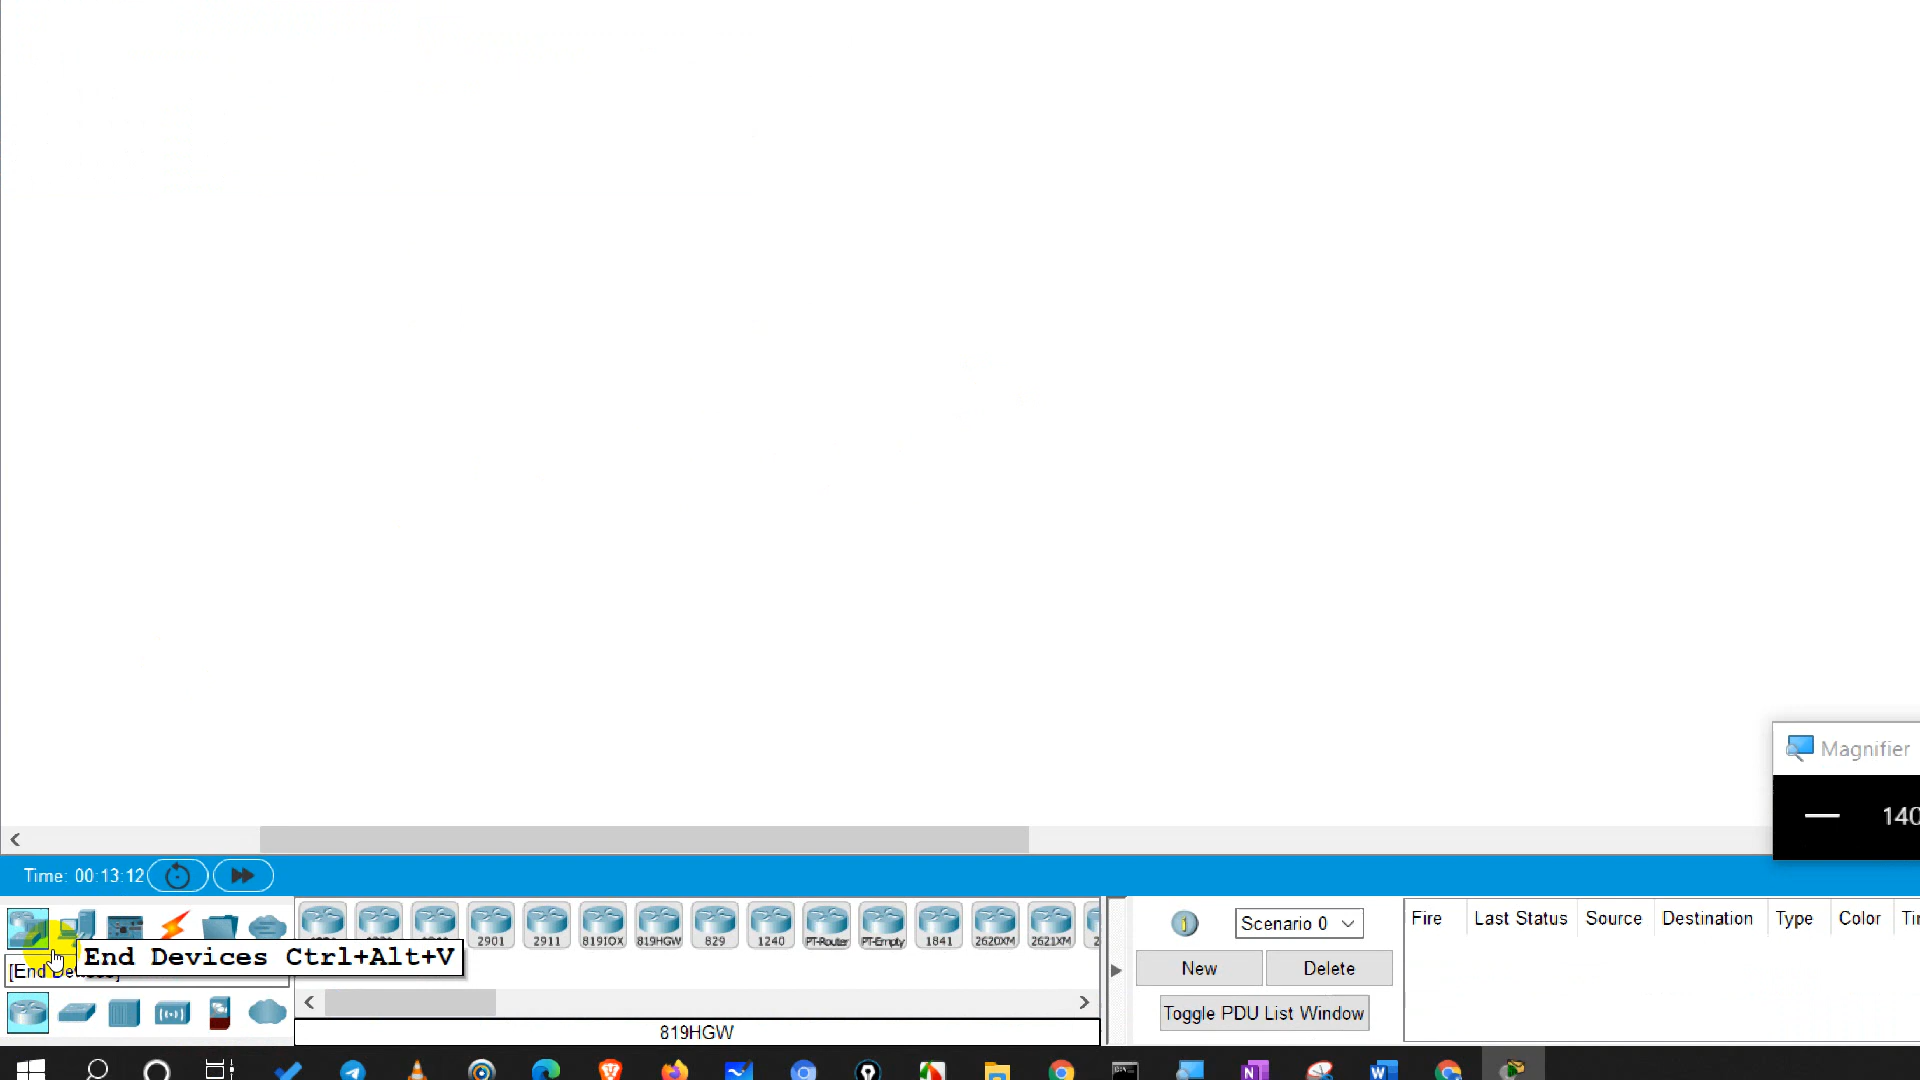 Magnifier
140
Time: 00:13:12
2901
2911
819IOX
819HGW
829
1240
PT-Router
PT-Empty
1841
2620XM
2621XM
Scenario 0
Fire
Last Status
Source
Destination
Type
Color
End Devices Ctrl+Alt+V
[End Devices]
New
Delete
Toggle PDU List Window
819HGW